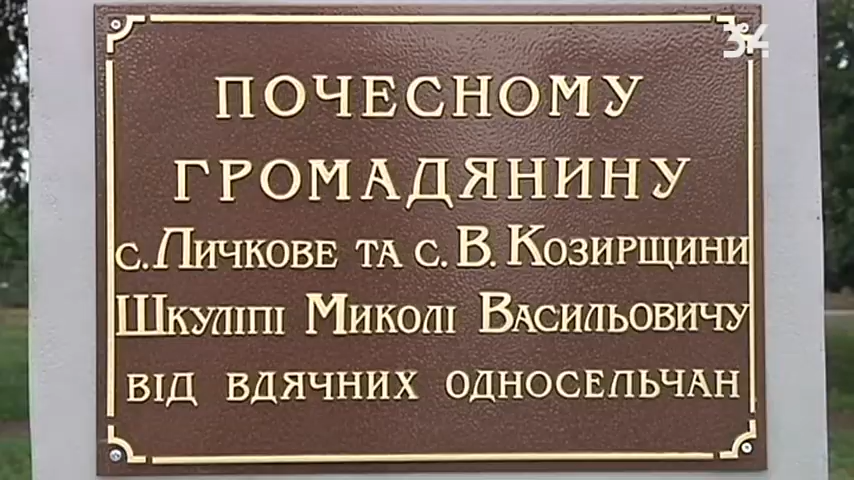 34
ПОЧЕСНОМУ
ГРОМАДЯНИНУ
с. Личкове та с. В. Козирщини
Шкуліпі Миколі Васильовичу
від вдячних односельчан